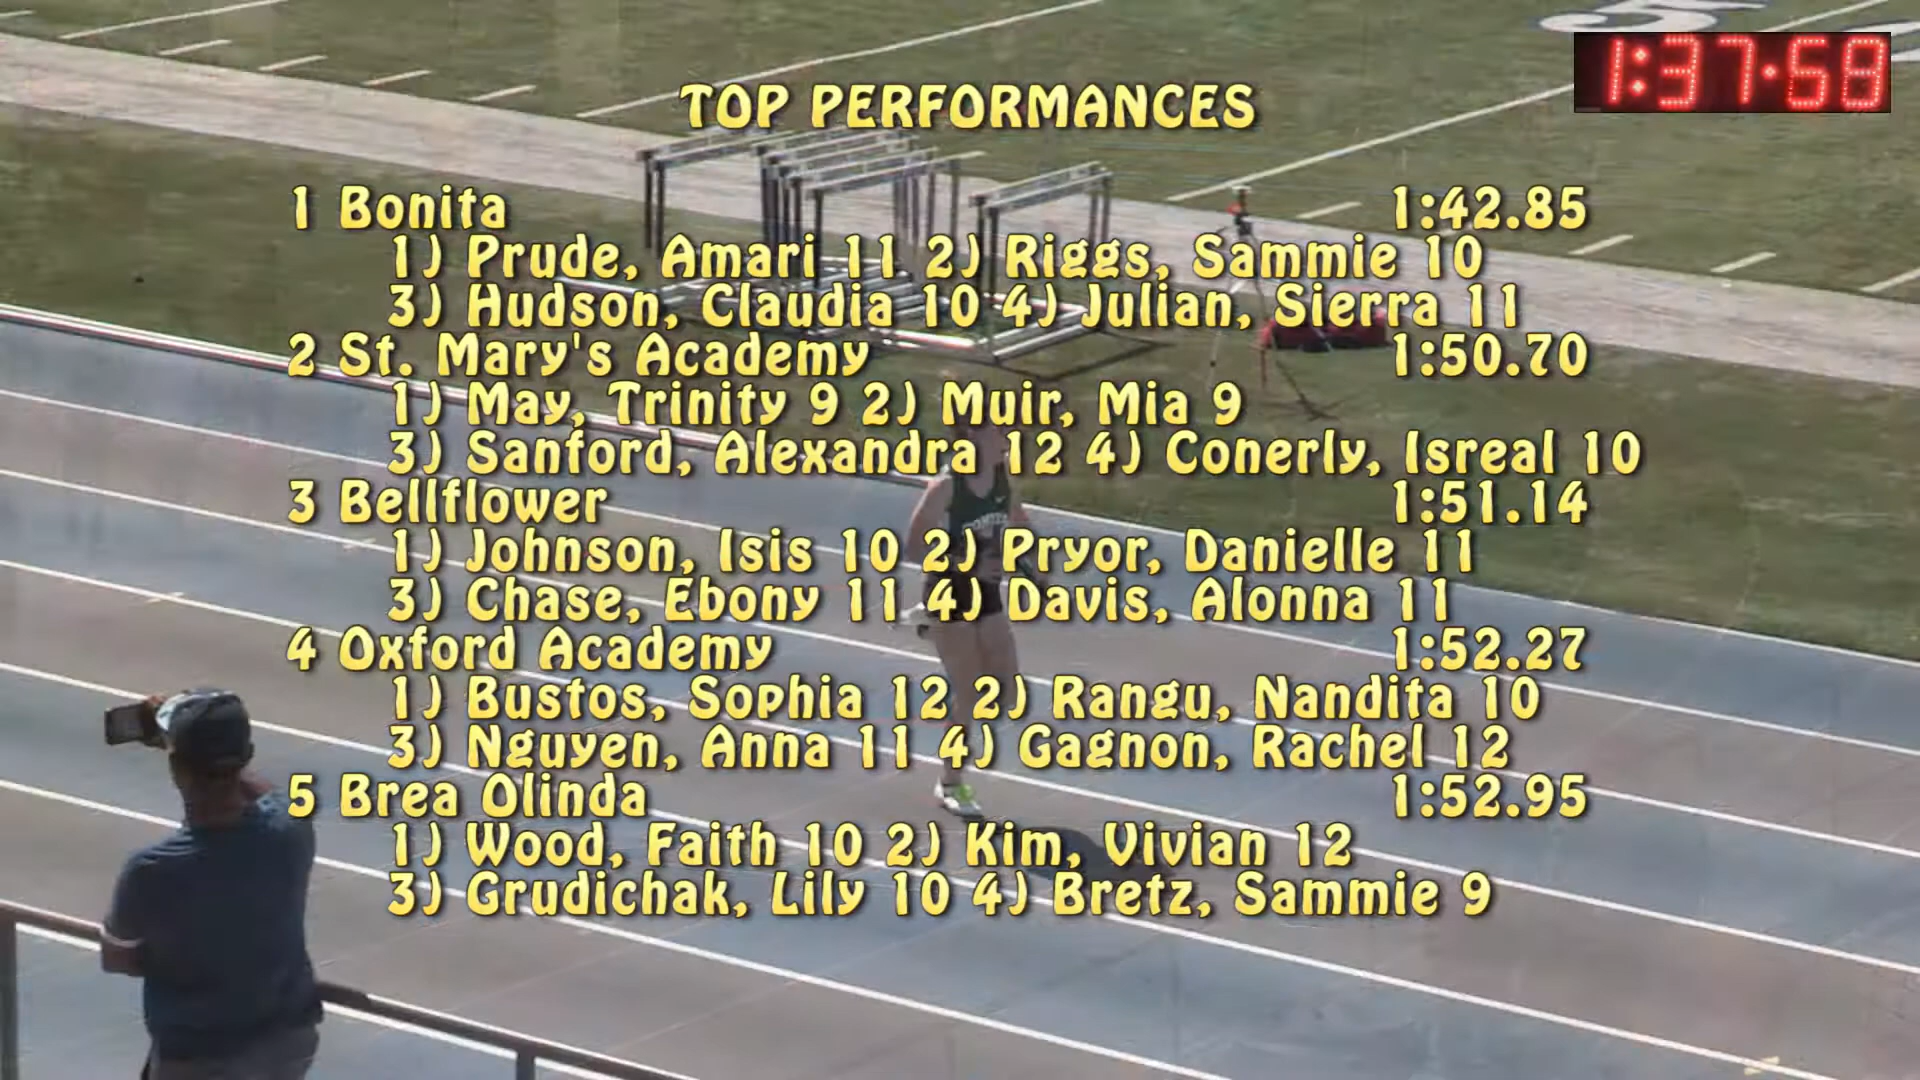 1:37:58
TOP PERFORMANCES
1 Bonita 1:42.85
1) Prude, Amari 11 2) Riggs, Sammie 10
3) Hudson, Claudia 10 4) Julian, Sierra 11
2 St. Mary's Academy 1:50.70
1) May, Trinity 9 2) Muir, Mia 9
3) Sanford, Alexandra 12 4) Conerly, Isreal 10
3 Bellflower 1:51.14
1) Johnson, Isis 10 2) Pryor, Danielle 11
3) Chase, Ebony 11 4) Davis, Alonna 11
4 Oxford Academy 1:52.27
1) Bustos, Sophia 12 2) Rangu, Nandita 10
3) Nguyen, Anna 11 4) Gagnon, Rachel 12
5 Brea Olinda 1:52.95
1) Wood, Faith 10 2) Kim, Vivian 12
3) Grudichak, Lily 10 4) Bretz, Sammie 9